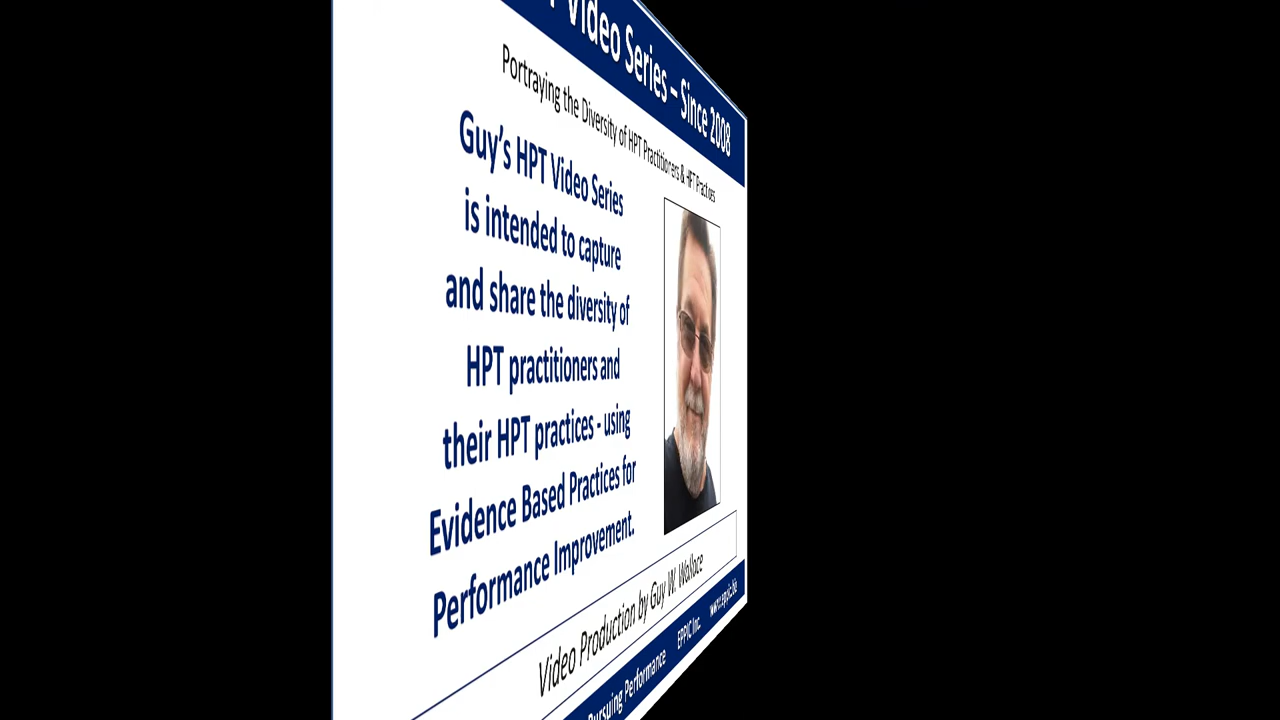 Video Series – Since 2008
Portraying the Diversity of HPT Practitioners & HPT Practices
Guy's HPT Video Series
is intended to capture
and share the diversity of
HPT practitioners and
their HPT practices - using
Evidence Based Practices for
Performance Improvement.
Video Production by Guy W. Wallace
Pursuing Performance EPPIC Inc. www.eppic.biz